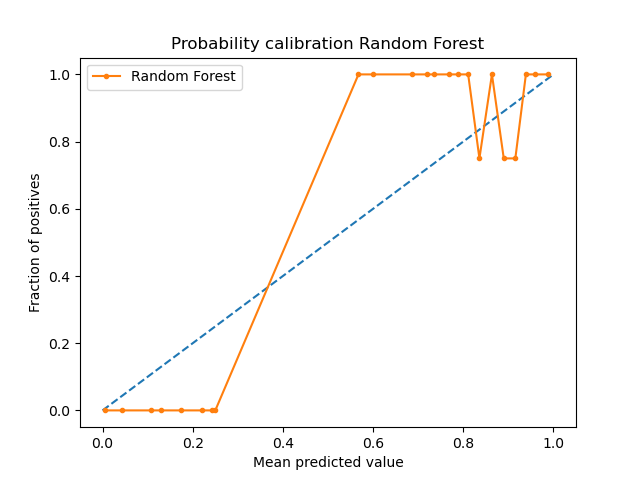 Probability calibration Random Forest
Random Forest
Fraction of positives
1.0
0.8
0.6
0.4
0.2
0.0
0.0 0.2 0.4 0.6 0.8 1.0
Mean predicted value